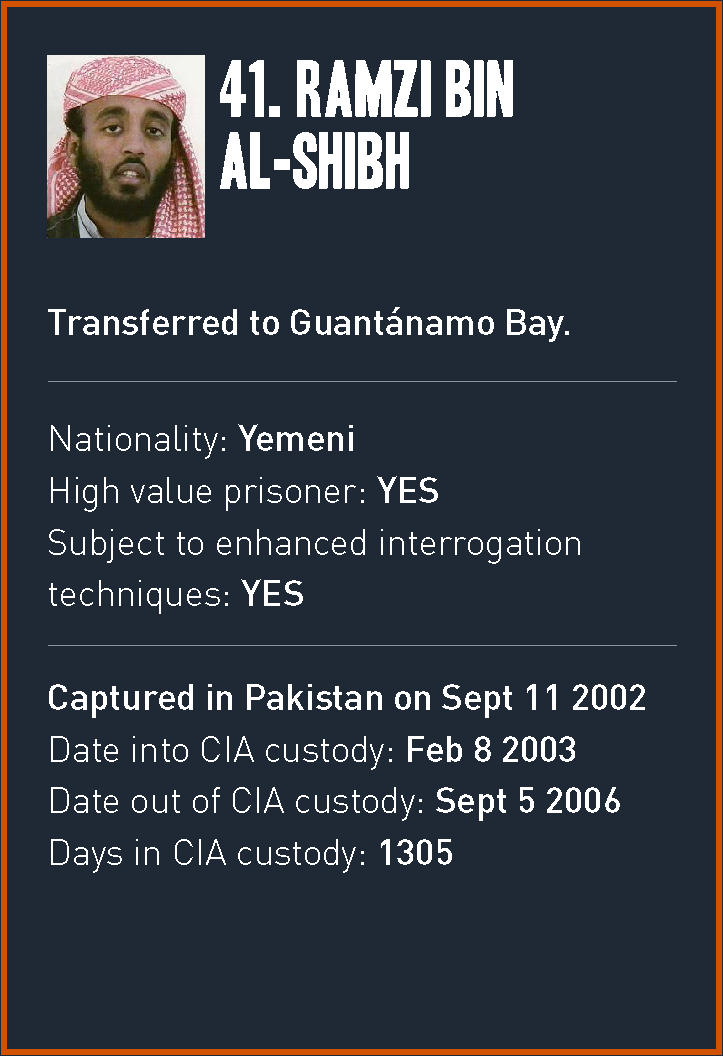 41. RAMZI BIN
AL-SHIBH
Transferred to Guantánamo Bay.
Nationality: Yemeni
High value prisoner: YES
Subject to enhanced interrogation
techniques: YES
Captured in Pakistan on Sept 11 2002
Date into CIA custody: Feb 8 2003
Date out of CIA custody: Sept 5 2006
Days in CIA custody: 1305